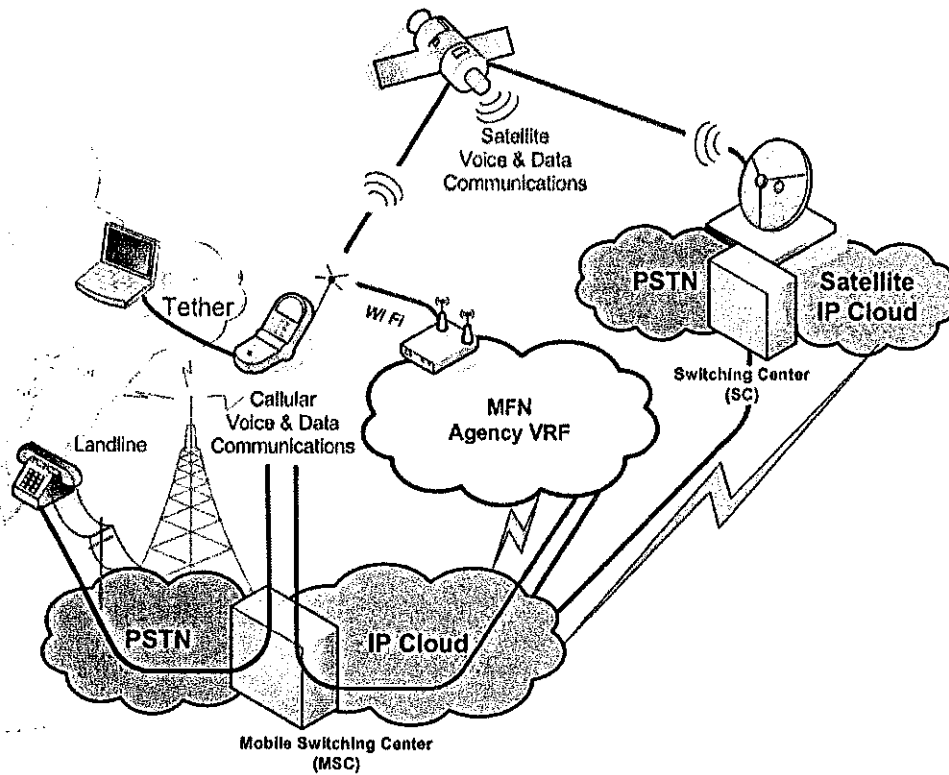 Satellite
Voice & Data
Communications
PSTN
Satellite
IP Cloud
Switching Center
(SC)
Tether
Wi Fi
MFN
Agency VRF
Callular
Voice & Data
Communications
Landline
PSTN
IP Cloud
Mobile Switching Center
(MSC)